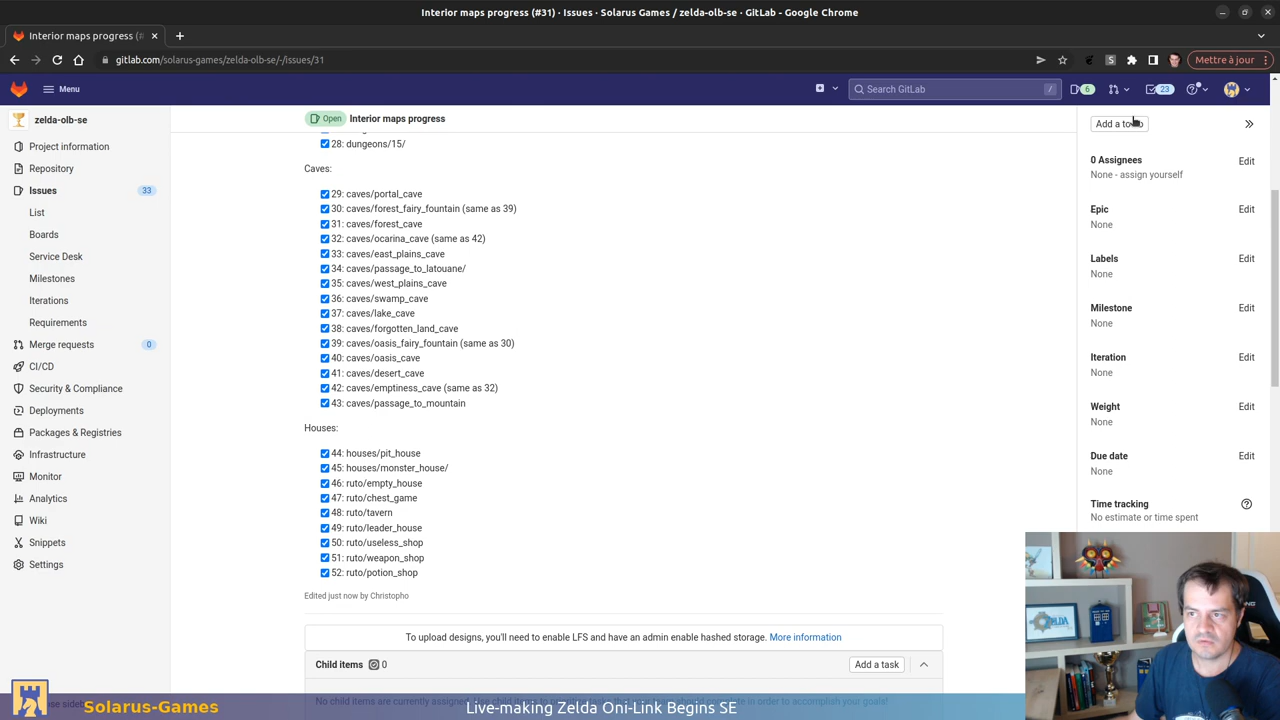 Interior maps progress (#31) · Issues · Solarus Games / zelda-olb-se · GitLab - Google Chrome
Interior maps progress (#
gitlab.com/solarus-games/zelda-olb-se/-/issues/31
Mettre à jour
Menu
Search GitLab
/
6
23
zelda-olb-se
Project information
Repository
Issues 33
List
Boards
Service Desk
Milestones
Iterations
Requirements
Merge requests 0
CI/CD
Security & Compliance
Deployments
Packages & Registries
Infrastructure
Monitor
Analytics
Wiki
Snippets
Settings
Open Interior maps progress
28: dungeons/15/
Caves:
29: caves/portal_cave
30: caves/forest_fairy_fountain (same as 39)
31: caves/forest_cave
32: caves/ocarina_cave (same as 42)
33: caves/east_plains_cave
34: caves/passage_to_latouane/
35: caves/west_plains_cave
36: caves/swamp_cave
37: caves/lake_cave
38: caves/forgotten_land_cave
39: caves/oasis_fairy_fountain (same as 30)
40: caves/oasis_cave
41: caves/desert_cave
42: caves/emptiness_cave (same as 32)
43: caves/passage_to_mountain
Houses:
44: houses/pit_house
45: houses/monster_house/
46: ruto/empty_house
47: ruto/chest_game
48: ruto/tavern
49: ruto/leader_house
50: ruto/useless_shop
51: ruto/weapon_shop
52: ruto/potion_shop
Edited just now by Christopho
To upload designs, you'll need to enable LFS and have an admin enable hashed storage. More information
Child items 0
Add a task
Add a to do
0 Assignees Edit
None - assign yourself
Epic Edit
None
Labels Edit
None
Milestone Edit
None
Iteration Edit
None
Weight Edit
None
Due date Edit
None
Time tracking
No estimate or time spent
Solarus-Games
Live-making Zelda Oni-Link Begins SE